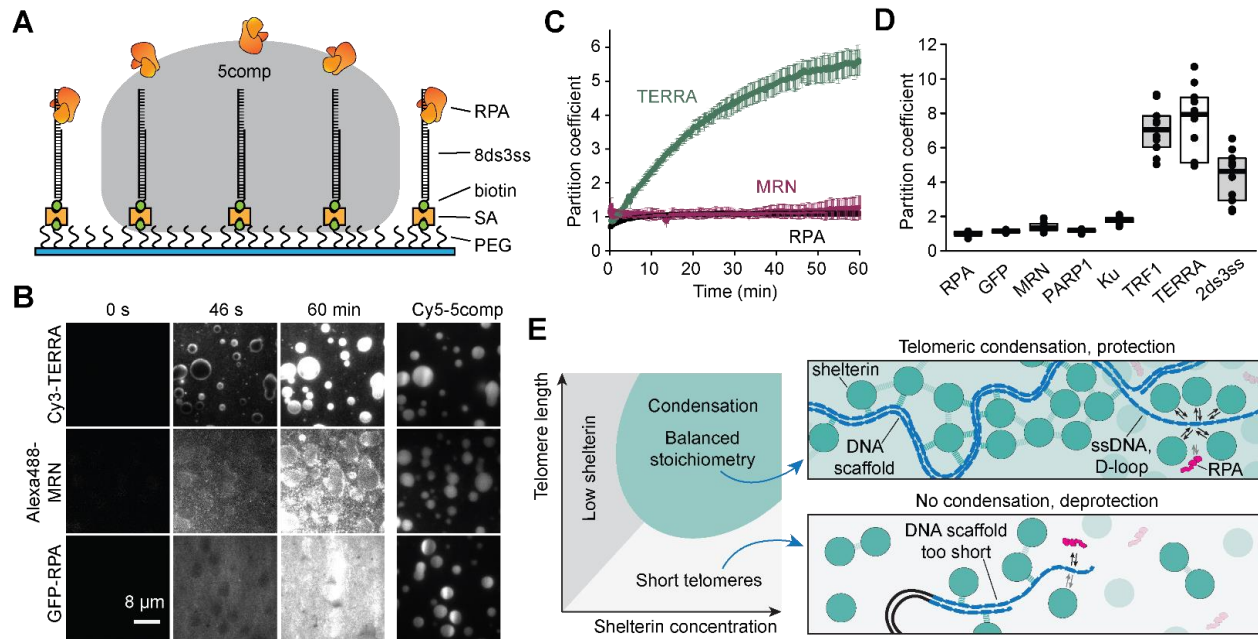 A
5comp
RPA
8ds3ss
biotin
SA
PEG
B
0 s
46 s
60 min
Cy5-5comp
Cy3-TERRA
Alexa488-
MRN
GFP-RPA
8 µm
C
Partition coefficient
6
5
4
3
2
1
0
TERRA
MRN
RPA
0
10
20
30
40
50
60
Time (min)
D
Partition coefficient
12
10
8
6
4
2
0
RPA
GFP
MRN
PARP1
Ku
TRF1
TERRA
2ds3ss
E
Telomere length
Low shelterin
Condensation
Balanced
stoichiometry
Short telomeres
Shelterin concentration
Telomeric condensation, protection
shelterin
DNA
scaffold
ssDNA,
D-loop
RPA
No condensation, deprotection
DNA scaffold
too short